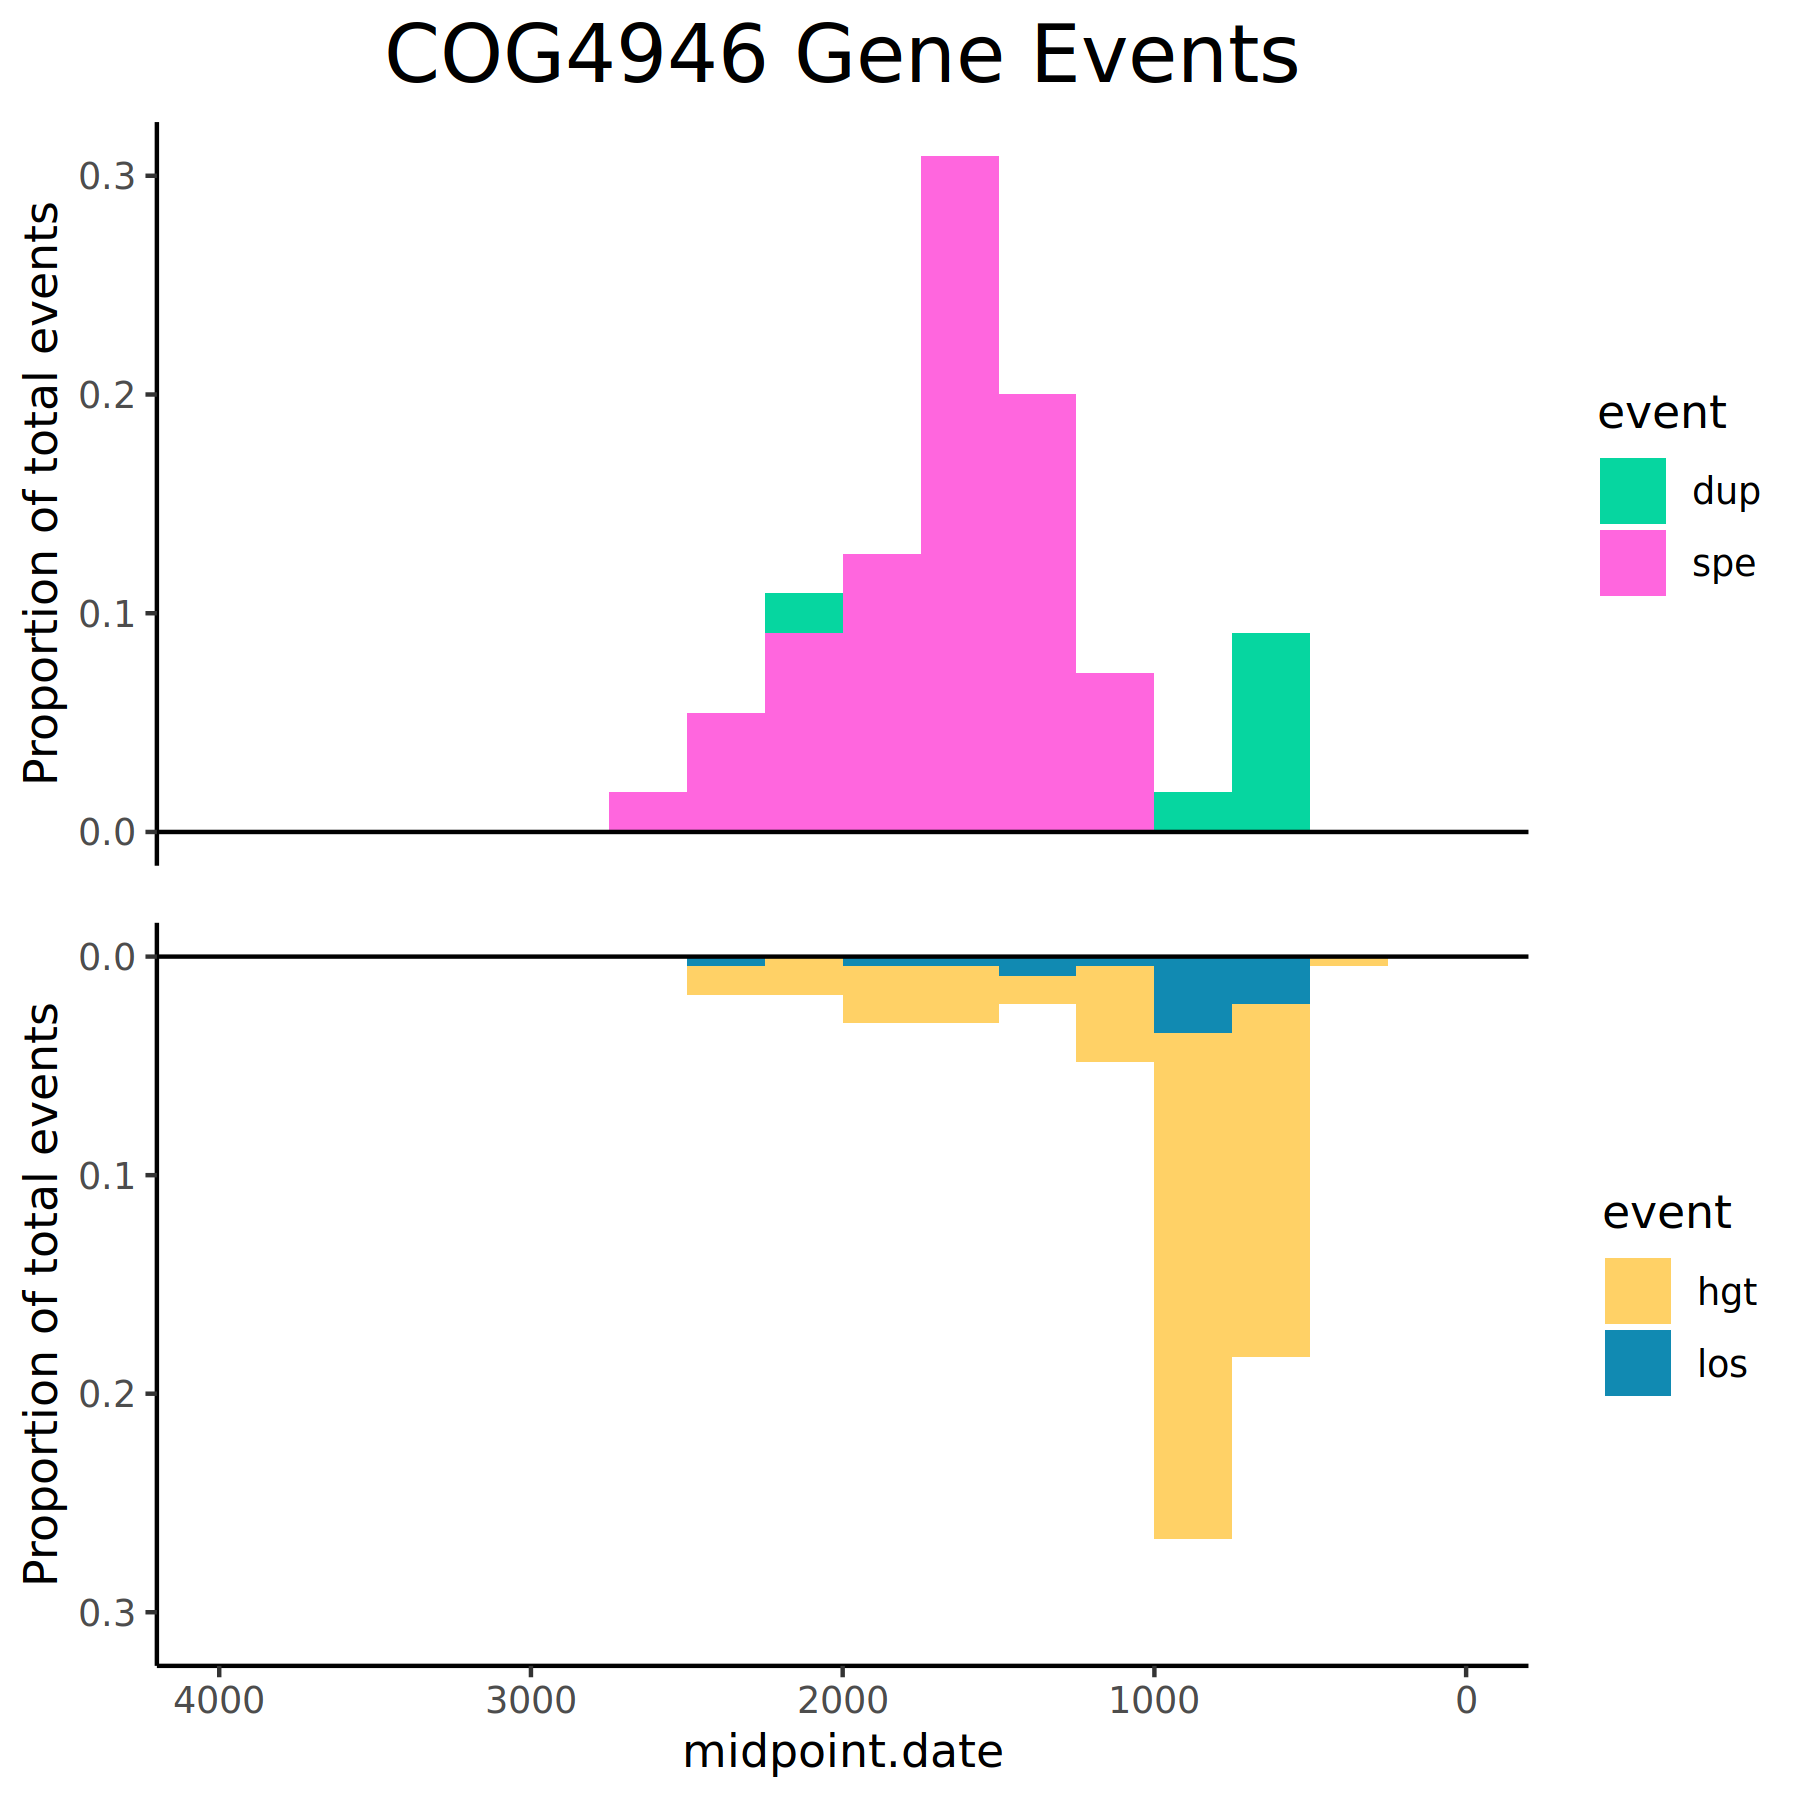 COG4946 Gene Events
Proportion of total events
0.3
0.2
0.1
0.0
event
dup
spe
Proportion of total events
0.0
0.1
0.2
0.3
event
hgt
los
4000 3000 2000 1000 0
midpoint.date